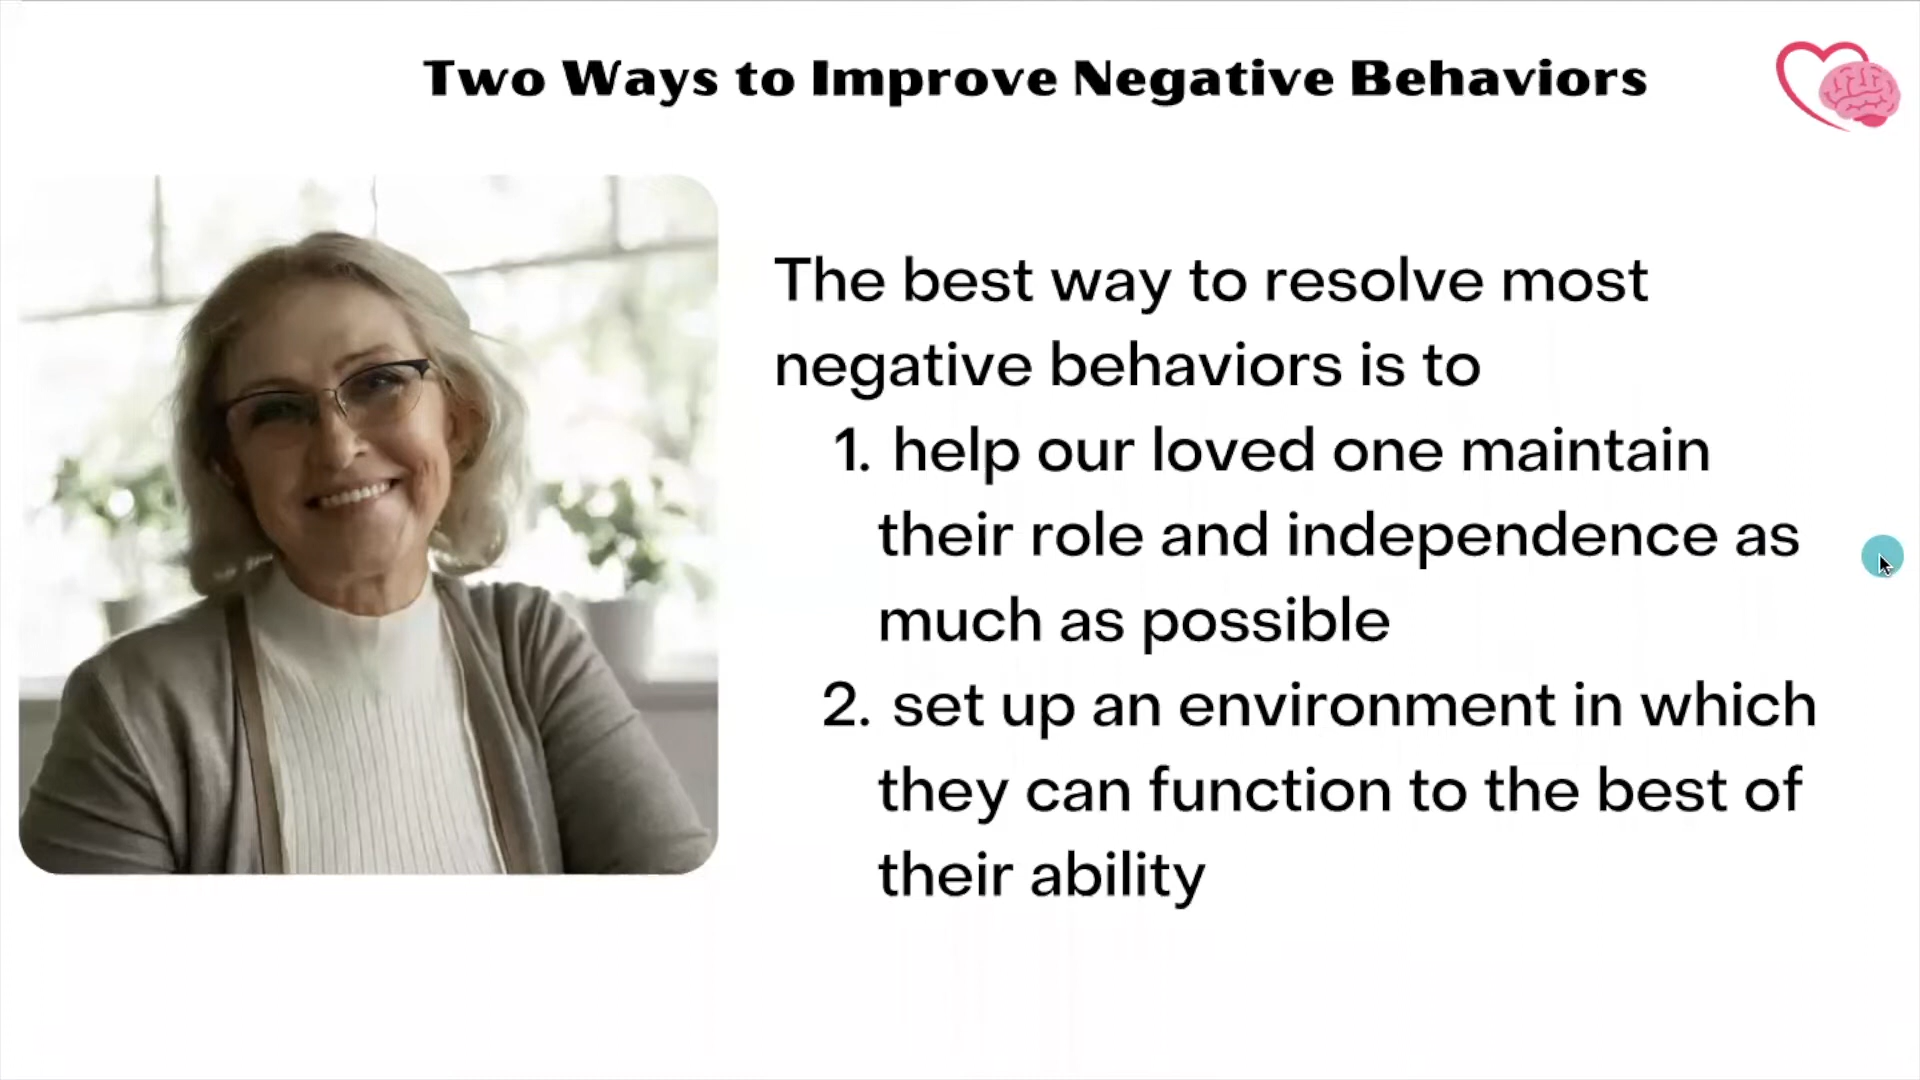 Two Ways to Improve Negative Behaviors
The best way to resolve most
negative behaviors is to
1. help our loved one maintain
their role and independence as
much as possible
2. set up an environment in which
they can function to the best of
their ability